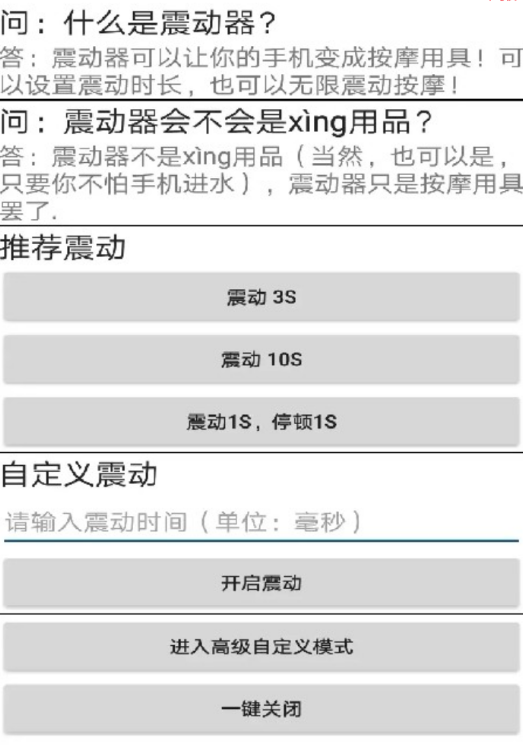 问：什么是震动器？
答：震动器可以让你的手机变成按摩用具！可
以设置震动时长，也可以无限震动按摩！
问：震动器会不会是xìng用品？
答：震动器不是xìng用品（当然，也可以是，
只要你不怕手机进水），震动器只是按摩用具
罢了.
推荐震动
震动 3S
震动 10S
震动1S，停顿1S
自定义震动
请输入震动时间（单位：毫秒）
开启震动
进入高级自定义模式
一键关闭